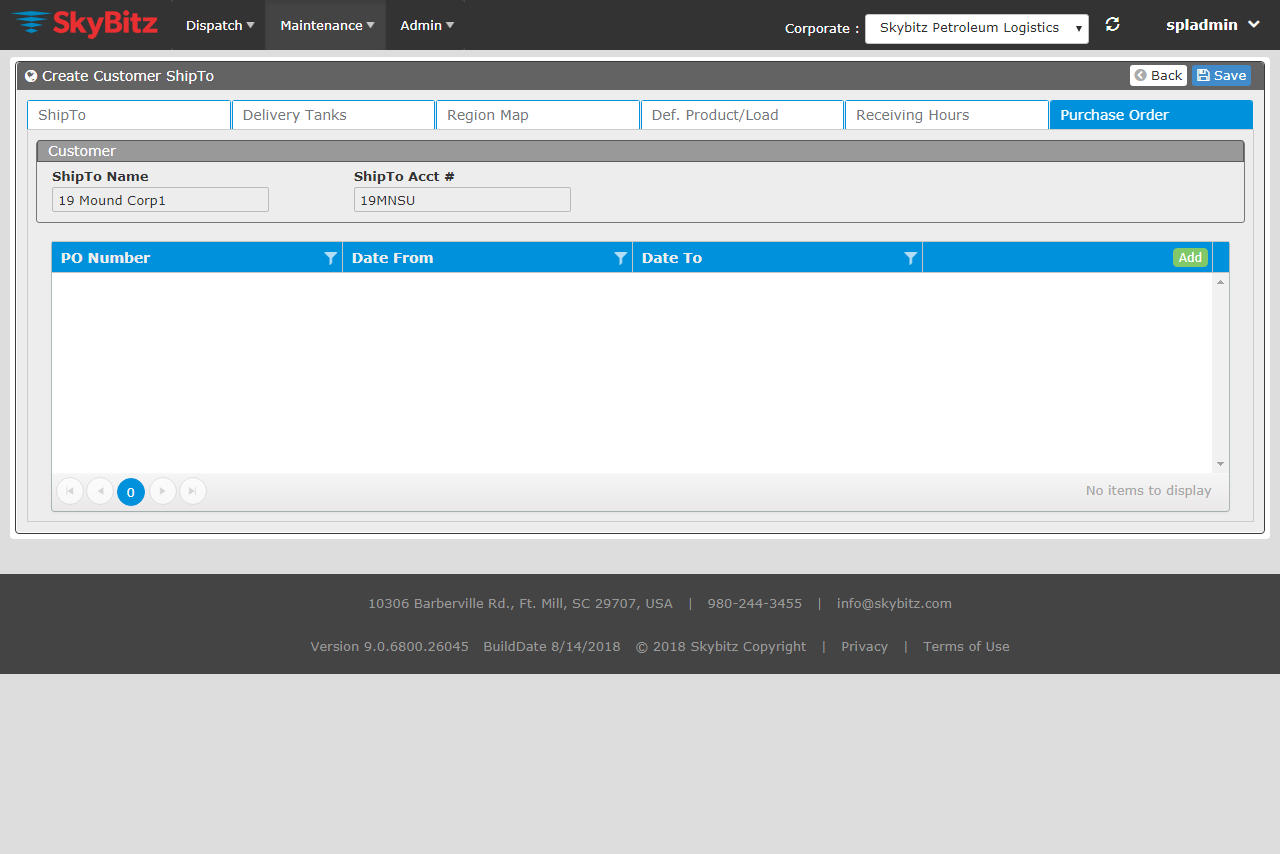 SkyBitz Dispatch Maintenance Admin Corporate : Skybitz Petroleum Logistics spladmin
Create Customer ShipTo Back Save
ShipTo Delivery Tanks Region Map Def. Product/Load Receiving Hours Purchase Order
Customer
ShipTo Name ShipTo Acct #
19 Mound Corp1 19MNSU
PO Number Date From Date To Add
0 No items to display
10306 Barberville Rd., Ft. Mill, SC 29707, USA | 980-244-3455 | info@skybitz.com
Version 9.0.6800.26045 BuildDate 8/14/2018 © 2018 Skybitz Copyright | Privacy | Terms of Use